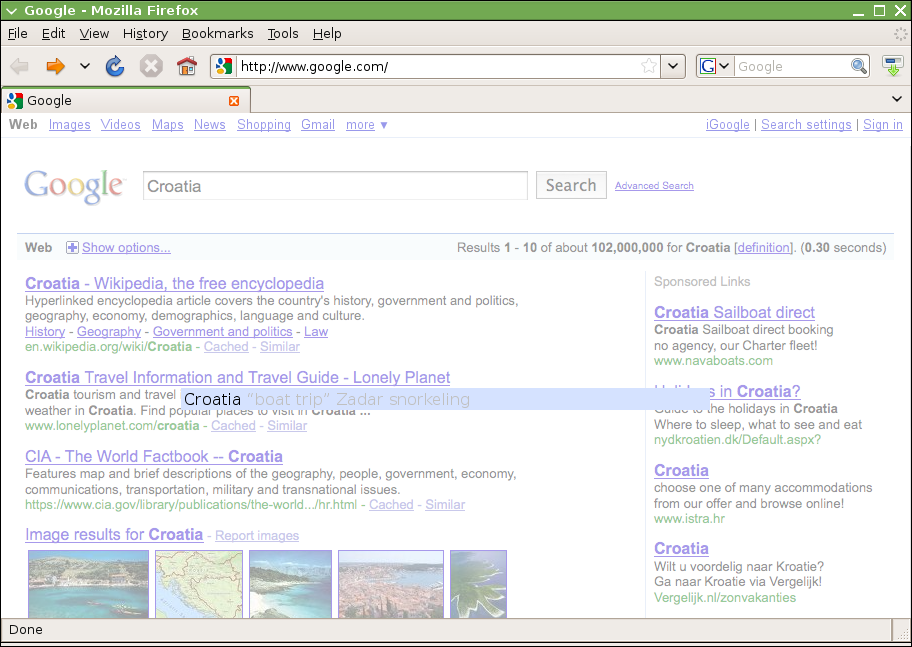 Google - Mozilla Firefox
File Edit View History Bookmarks Tools Help
http://www.google.com/ G Google
Google
Web Images Videos Maps News Shopping Gmail more ▼ iGoogle | Search settings | Sign in
Google Croatia Search Advanced Search
Web Show options... Results 1 - 10 of about 102,000,000 for Croatia [definition]. (0.30 seconds)
Croatia - Wikipedia, the free encyclopedia
Hyperlinked encyclopedia article covers the country's history, government and politics,
geography, economy, demographics, language and culture.
History - Geography - Government and politics - Law
en.wikipedia.org/wiki/Croatia - Cached - Similar
Croatia Travel Information and Travel Guide - Lonely Planet
Croatia tourism and travel
Croatia “boat trip” Zadar snorkeling
weather in Croatia. Find popular places to visit in Croatia ...
www.lonelyplanet.com/croatia - Cached - Similar
CIA - The World Factbook -- Croatia
Features map and brief descriptions of the geography, people, government, economy,
communications, transportation, military and transnational issues.
https://www.cia.gov/library/publications/the-world.../hr.html - Cached - Similar
Image results for Croatia - Report images
Sponsored Links
Croatia Sailboat direct
Croatia Sailboat direct booking
no agency, our Charter fleet!
www.navaboats.com
Holidays in Croatia?
Guide to the holidays in Croatia
Where to sleep, what to see and eat
nydkroatien.dk/Default.aspx?
Croatia
choose one of many accommodations
from our offer and browse online!
www.istra.hr
Croatia
Wilt u voordelig naar Kroatie?
Ga naar Kroatie via Vergelijk!
Vergelijk.nl/zonvakanties
Done